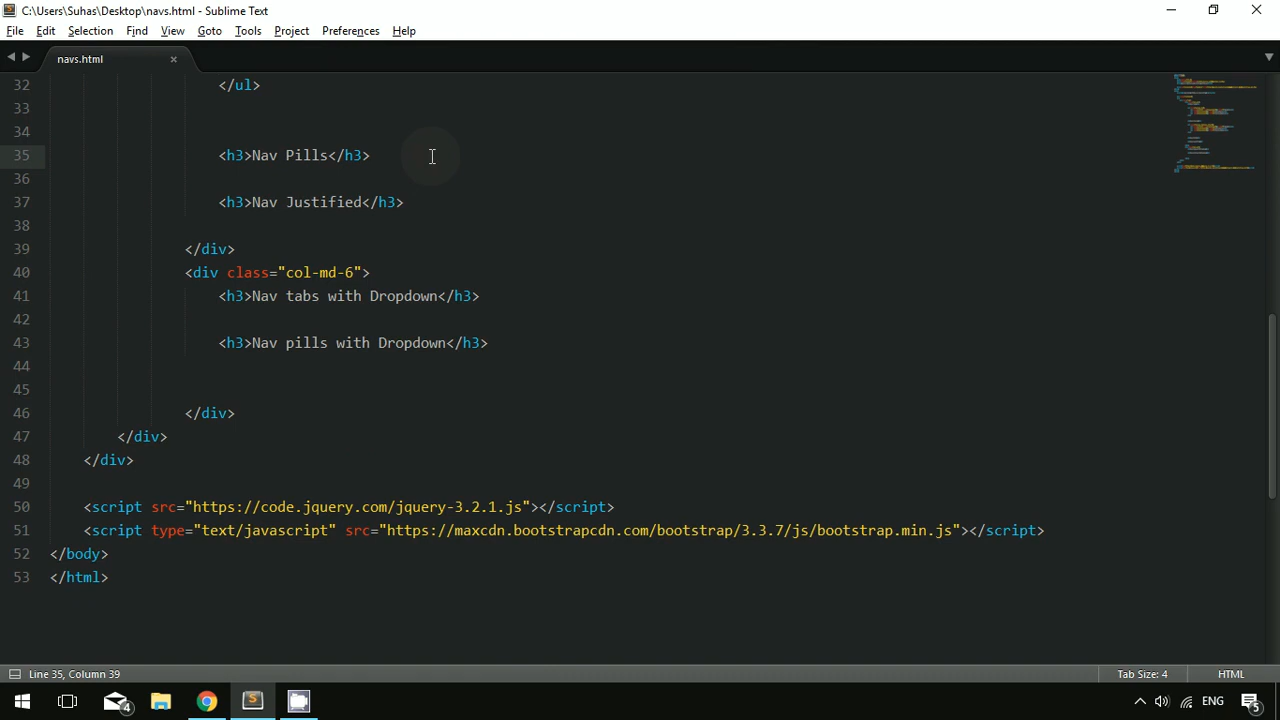 C:\Users\Suhas\Desktop\navs.html - Sublime Text
File Edit Selection Find View Goto Tools Project Preferences Help
navs.html ×
32 </ul>
33
34
35 <h3>Nav Pills</h3>
36
37 <h3>Nav Justified</h3>
38
39 </div>
40 <div class="col-md-6">
41 <h3>Nav tabs with Dropdown</h3>
42
43 <h3>Nav pills with Dropdown</h3>
44
45
46 </div>
47 </div>
48 </div>
49
50 <script src="https://code.jquery.com/jquery-3.2.1.js"></script>
51 <script type="text/javascript" src="https://maxcdn.bootstrapcdn.com/bootstrap/3.3.7/js/bootstrap.min.js"></script>
52 </body>
53 </html>
Line 35, Column 39 Tab Size: 4 HTML
4 S ENG 5